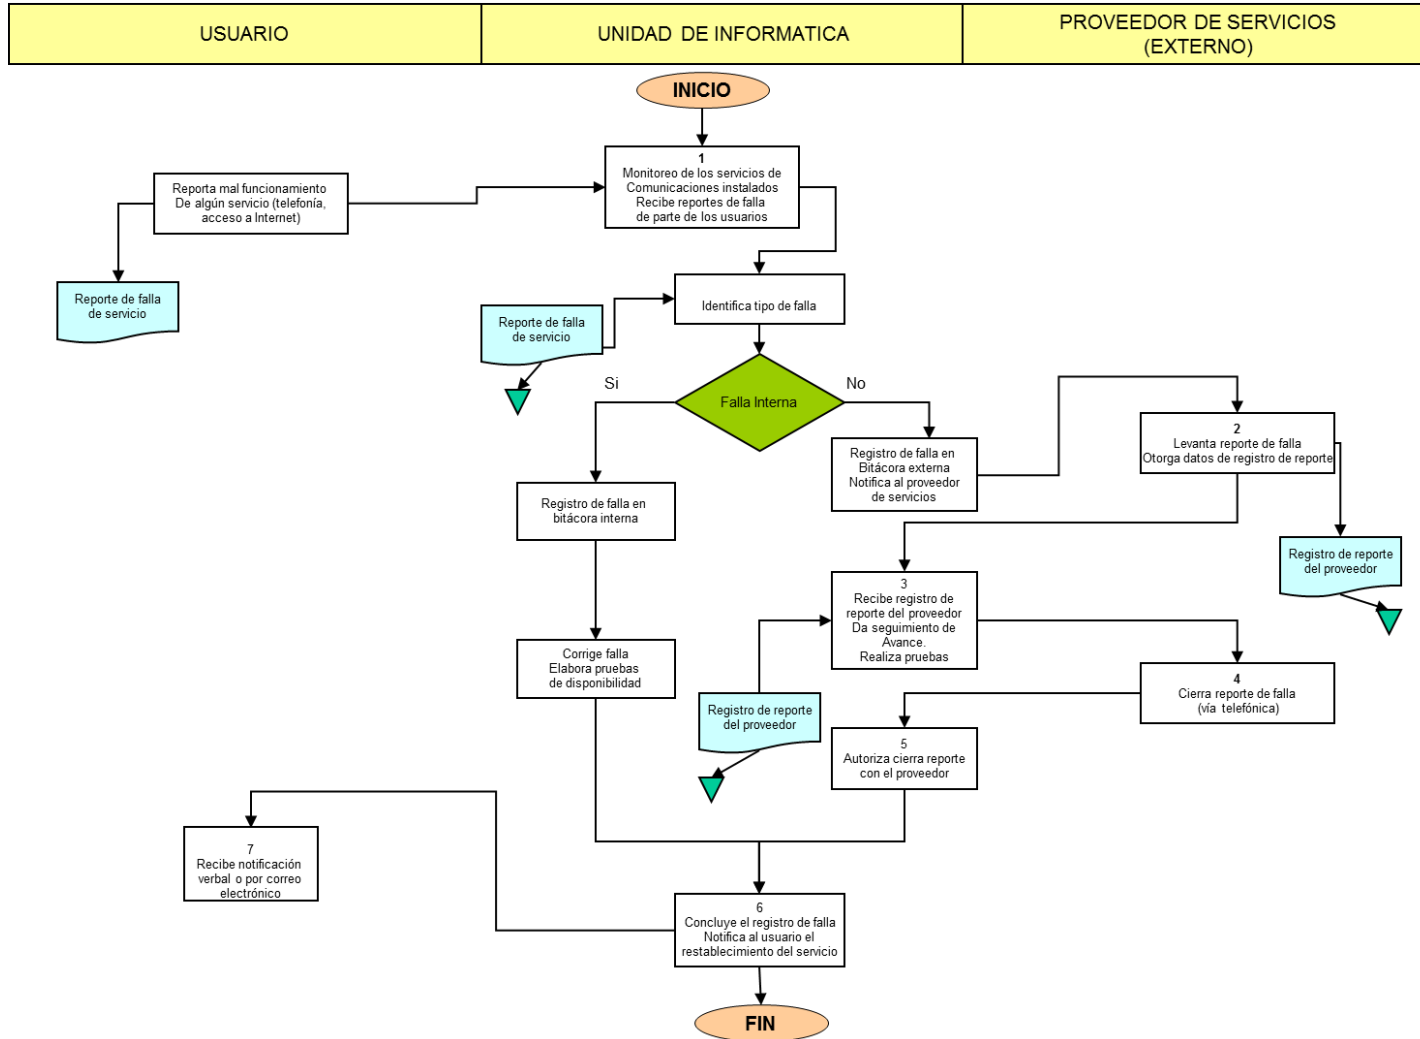 USUARIO
UNIDAD DE INFORMATICA
PROVEEDOR DE SERVICIOS
(EXTERNO)
INICIO
1
Monitoreo de los servicios de
Comunicaciones instalados
Recibe reportes de falla
de parte de los usuarios
Reporta mal funcionamiento
De algún servicio (telefonía,
acceso a Internet)
Reporte de falla
de servicio
Identifica tipo de falla
Reporte de falla
de servicio
Si
Falla Interna
No
Registro de falla en
Bitácora externa
Notifica al proveedor
de servicios
2
Levanta reporte de falla
Otorga datos de registro de reporte
Registro de falla en
bitácora interna
Registro de reporte
del proveedor
3
Recibe registro de
reporte del proveedor
Da seguimiento de
Avance.
Realiza pruebas
Corrige falla
Elabora pruebas
de disponibilidad
4
Cierra reporte de falla
(vía telefónica)
Registro de reporte
del proveedor
5
Autoriza cierra reporte
con el proveedor
7
Recibe notificación
verbal o por correo
electrónico
6
Concluye el registro de falla
Notifica al usuario el
restablecimiento del servicio
FIN